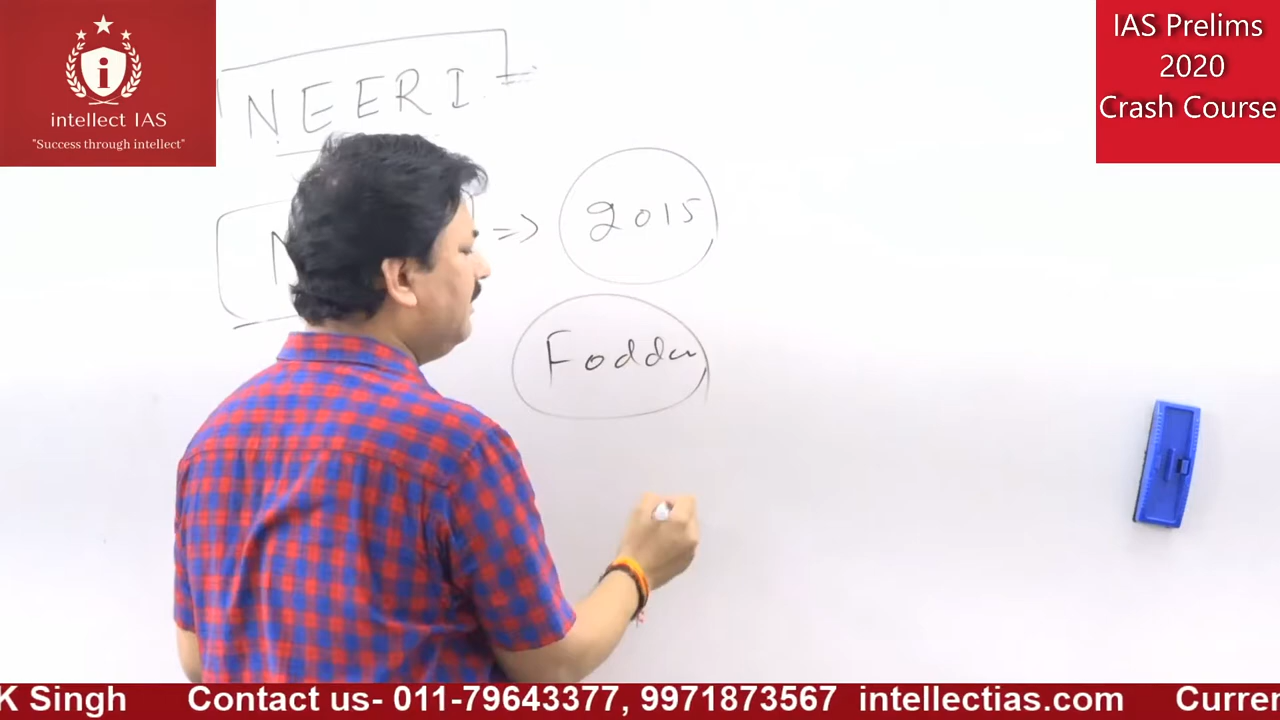 intellect IAS
"Success through intellect"
IAS Prelims
2020
Crash Course
NEERI
N
=> 2015
Fodder
K Singh Contact us- 011-79643377, 9971873567 intellectias.com Curren